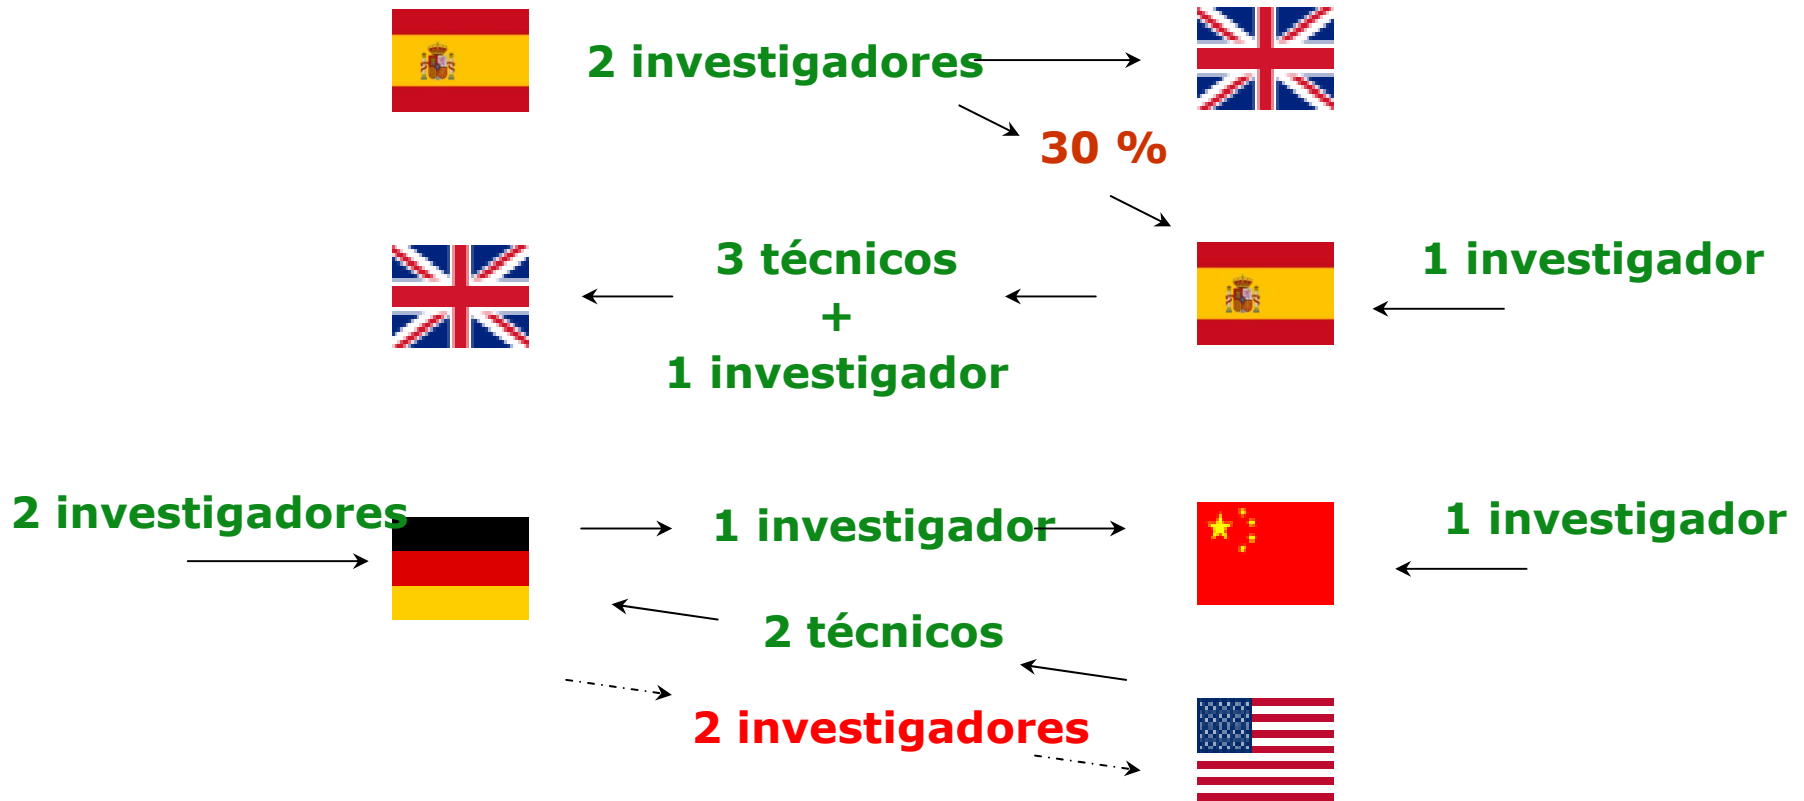 2 investigadores
30 %
3 técnicos
+
1 investigador
1 investigador
2 investigadores
1 investigador
1 investigador
2 técnicos
2 investigadores